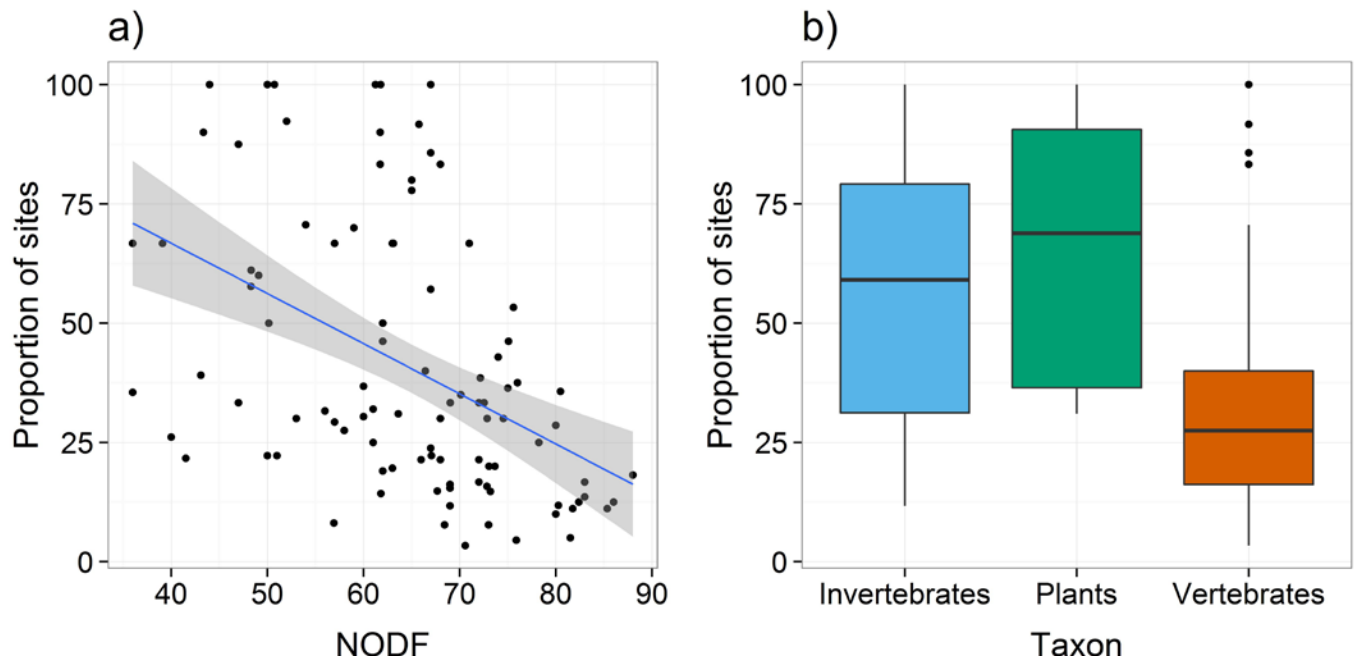 a)
Proportion of sites
100
75
50
25
0
40 50 60 70 80 90
NODF
b)
Proportion of sites
100
75
50
25
0
Invertebrates Plants Vertebrates
Taxon